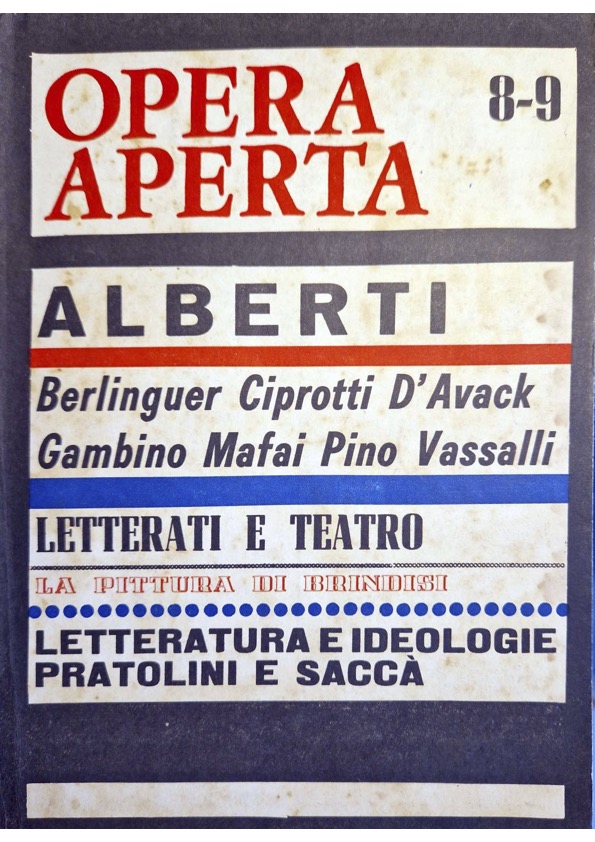 OPERA
APERTA
8-9
ALBERTI
Berlinguer Ciprotti D'Avack
Gambino Mafai Pino Vassalli
LETTERATI E TEATRO
LA PITTURA DI BRINDISI
LETTERATURA E IDEOLOGIE
PRATOLINI E SACCÀ